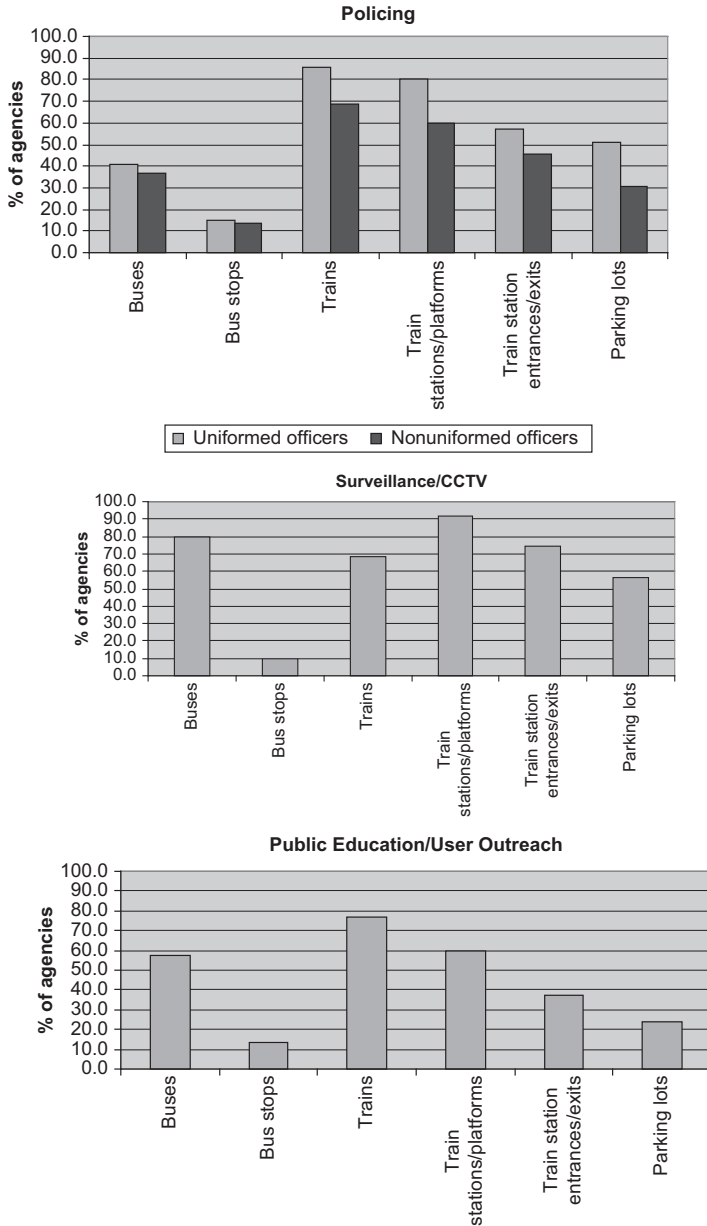 Policing
% of agencies
100.0
90.0
80.0
70.0
60.0
50.0
40.0
30.0
20.0
10.0
0.0
Buses
Bus stops
Trains
Train
stations/platforms
Train station
entrances/exits
Parking lots
Uniformed officers
Nonuniformed officers
Surveillance/CCTV
% of agencies
100.0
90.0
80.0
70.0
60.0
50.0
40.0
30.0
20.0
10.0
0.0
Buses
Bus stops
Trains
Train
stations/platforms
Train station
entrances/exits
Parking lots
Public Education/User Outreach
% of agencies
100.0
90.0
80.0
70.0
60.0
50.0
40.0
30.0
20.0
10.0
0.0
Buses
Bus stops
Trains
Train
stations/platforms
Train station
entrances/exits
Parking lots